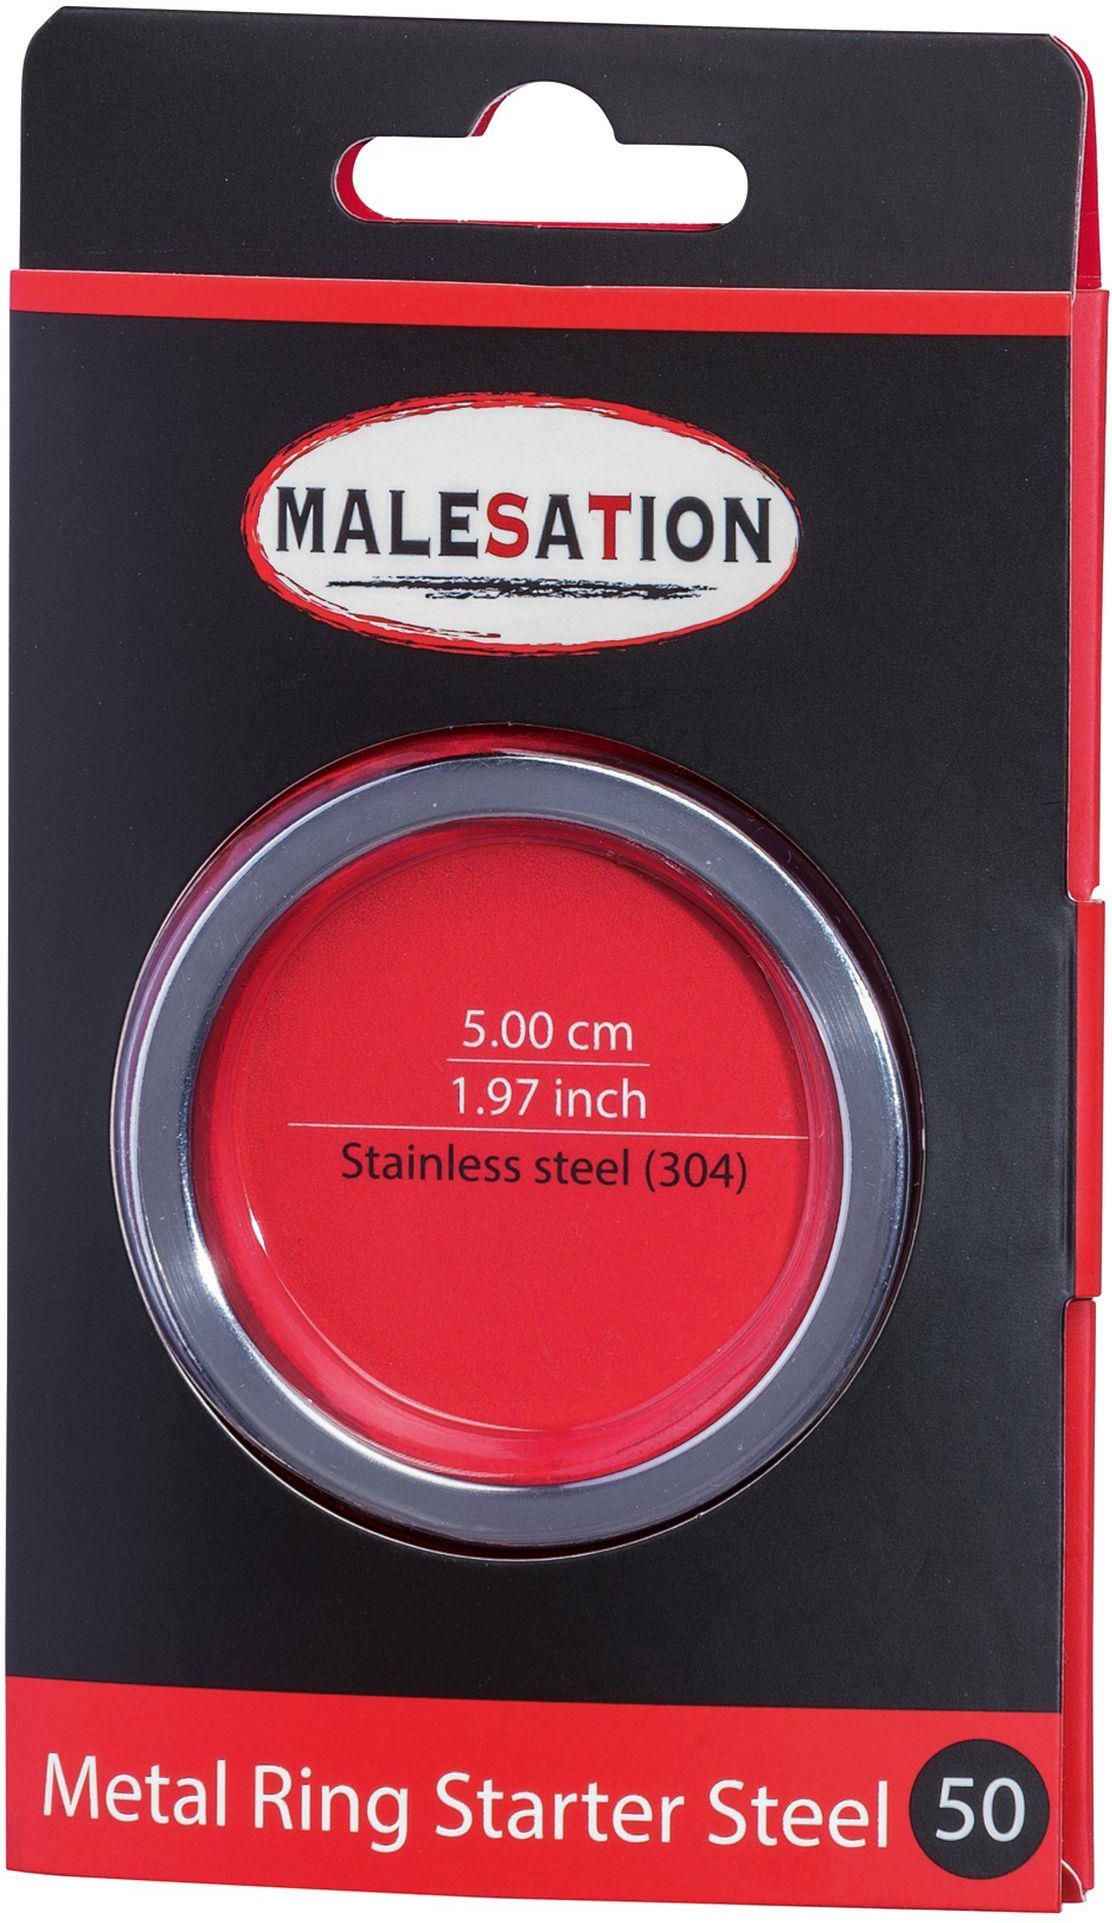 MALESATION
5.00 cm
1.97 inch
Stainless steel (304)
Metal Ring Starter Steel 50